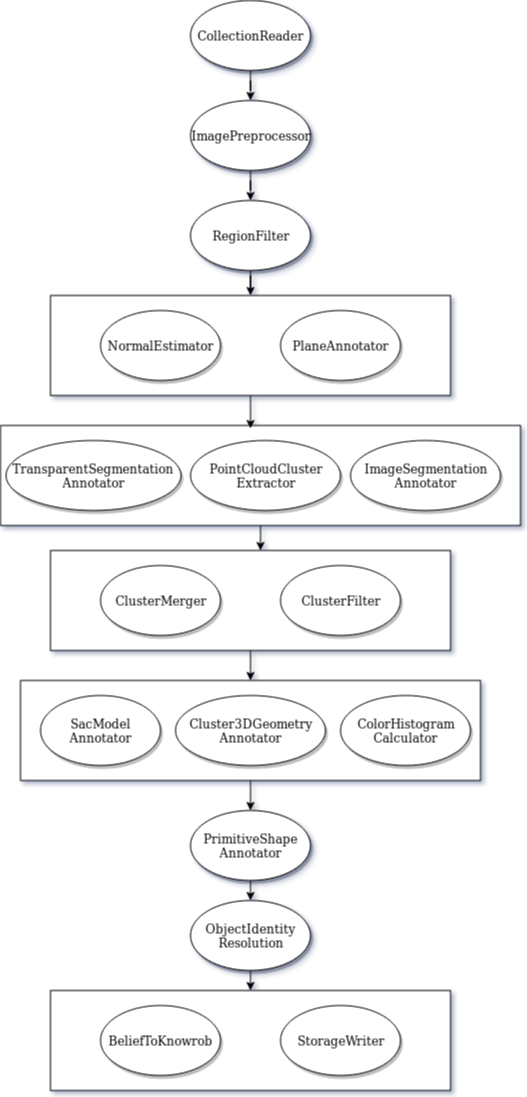 CollectionReader
ImagePreprocessor
RegionFilter
NormalEstimator
PlaneAnnotator
TransparentSegmentation
Annotator
PointCloudCluster
Extractor
ImageSegmentation
Annotator
ClusterMerger
ClusterFilter
SacModel
Annotator
Cluster3DGeometry
Annotator
ColorHistogram
Calculator
PrimitiveShape
Annotator
ObjectIdentity
Resolution
BeliefToKnowrob
StorageWriter